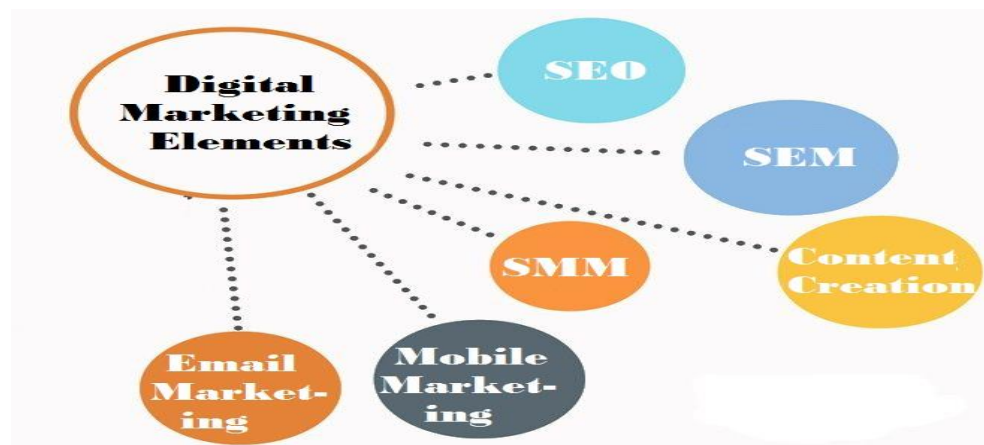 Digital
Marketing
Elements
SEO
SEM
Content
Creation
SMM
Mobile
Market-
ing
Email
Market-
ing